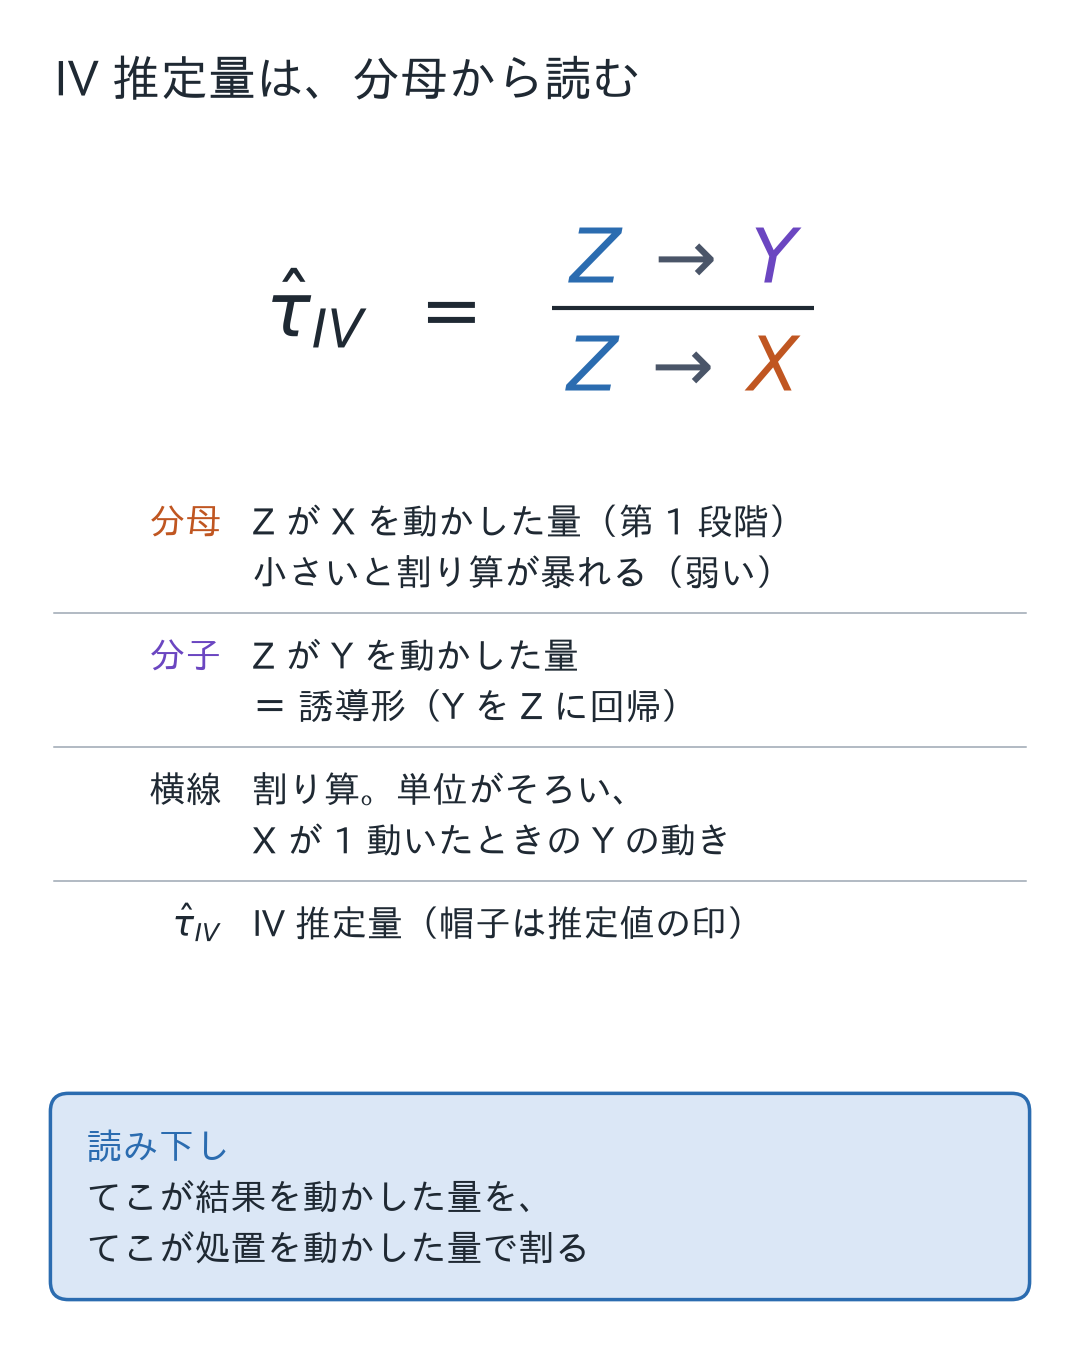 IV 推定量は、分母から読む
τ̂_IV = (Z → Y) / (Z → X)
分母 Z が X を動かした量（第 1 段階）
小さいと割り算が暴れる（弱い）
分子 Z が Y を動かした量
= 誘導形（Y を Z に回帰）
横線 割り算。単位がそろい、
X が 1 動いたときの Y の動き
τ̂_IV IV 推定量（帽子は推定値の印）
読み下し
てこが結果を動かした量を、
てこが処置を動かした量で割る